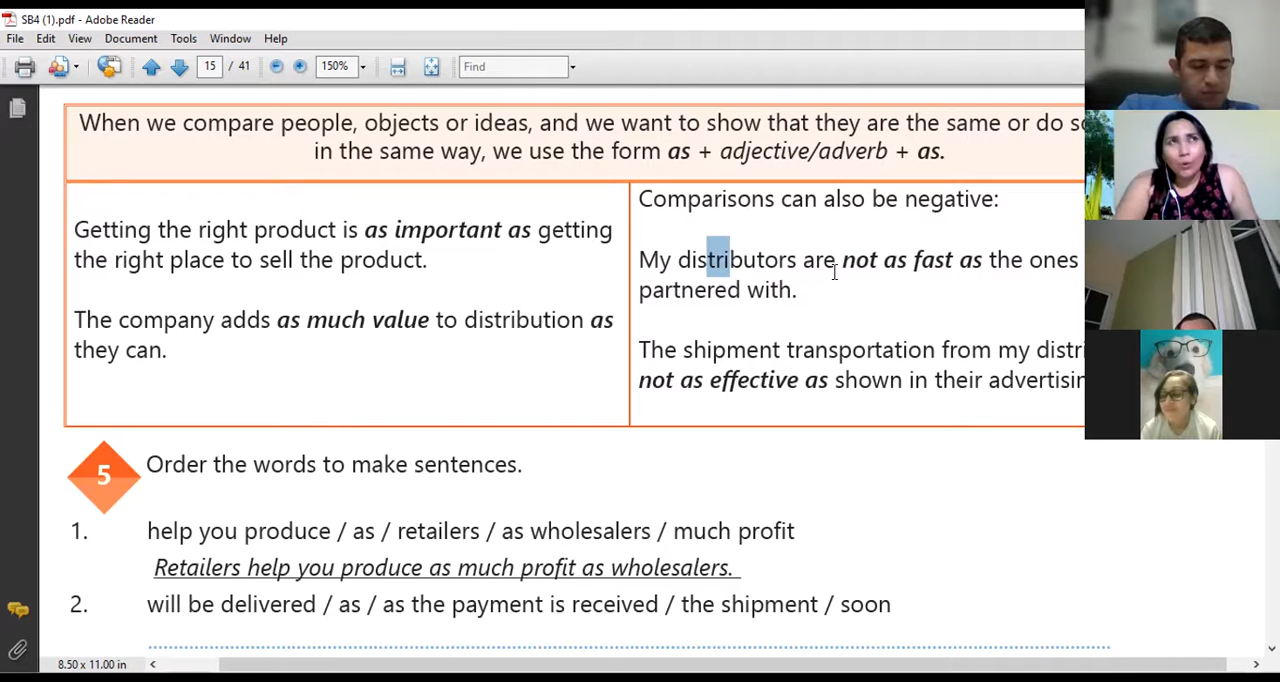 SB4 (1).pdf - Adobe Reader
File Edit View Document Tools Window Help
15 / 41 150% Find
When we compare people, objects or ideas, and we want to show that they are the same or do
in the same way, we use the form as + adjective/adverb + as.
Getting the right product is as important as getting
the right place to sell the product.
The company adds as much value to distribution as
they can.
Comparisons can also be negative:
My distributors are not as fast as the ones
partnered with.
The shipment transportation from my distri
not as effective as shown in their advertisin
5 Order the words to make sentences.
1. help you produce / as / retailers / as wholesalers / much profit
Retailers help you produce as much profit as wholesalers.
2. will be delivered / as / as the payment is received / the shipment / soon
8.50 x 11.00 in